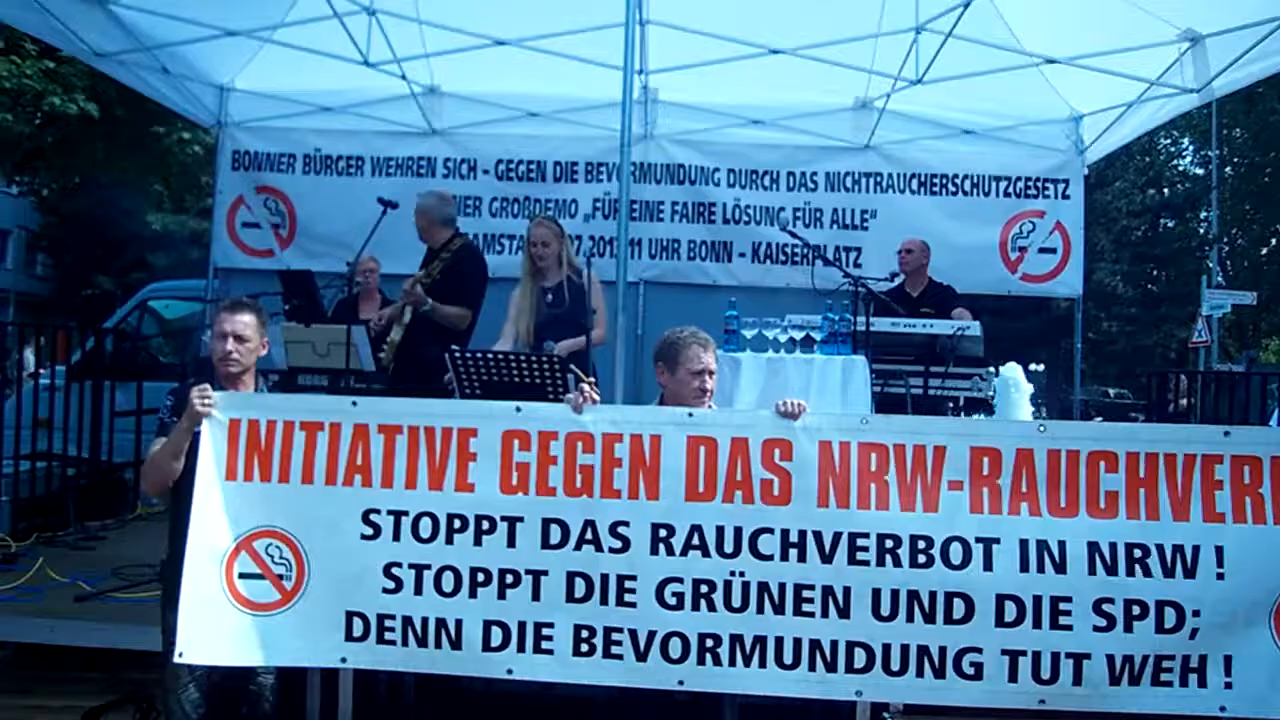 BONNER BÜRGER WEHREN SICH – GEGEN DIE BEVORMUNDUNG DURCH DAS NICHTRAUCHERSCHUTZGESETZ
GROßDEMO „FÜR EINE FAIRE LÖSUNG FÜR ALLE“
11 UHR BONN – KAISERPLATZ
KORG
INITIATIVE GEGEN DAS NRW-RAUCHVER
STOPPT DAS RAUCHVERBOT IN NRW !
STOPPT DIE GRÜNEN UND DIE SPD;
DENN DIE BEVORMUNDUNG TUT WEH !